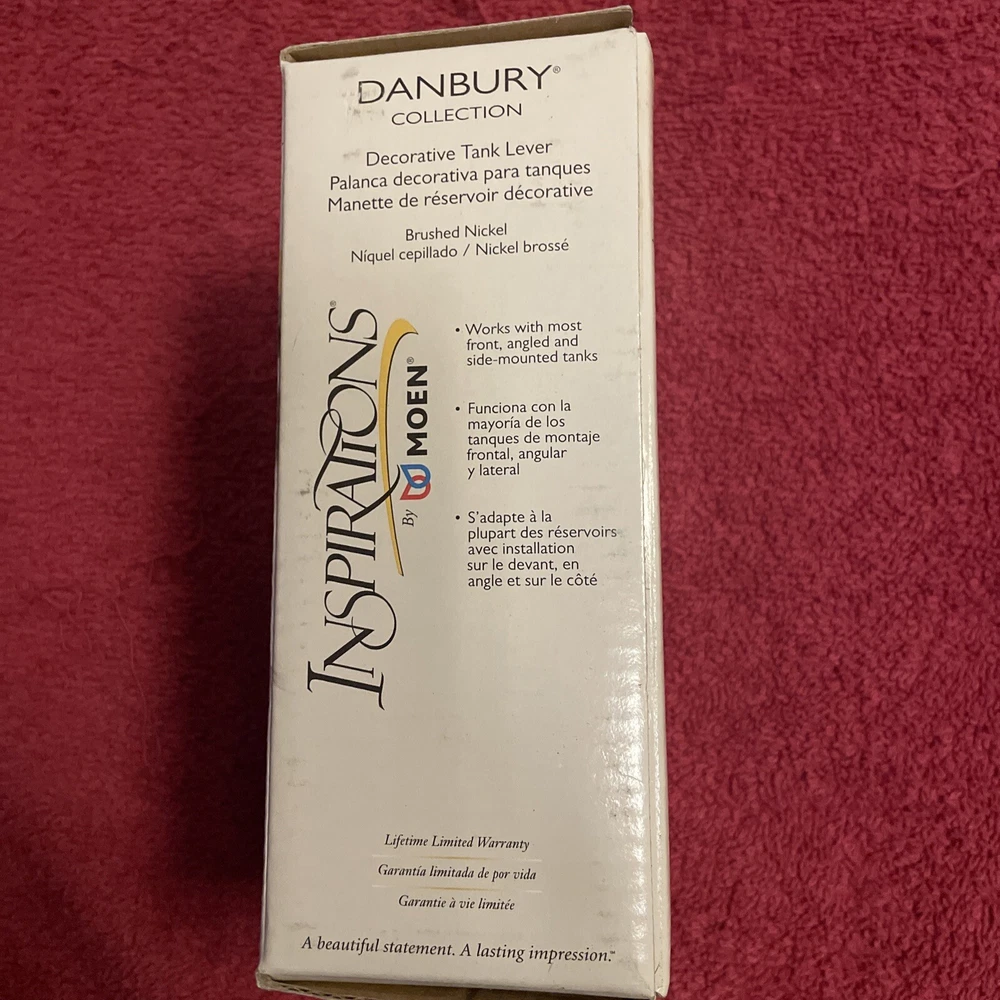 DANBURY®
COLLECTION
Decorative Tank Lever
Palanca decorativa para tanques
Manette de réservoir décorative
Brushed Nickel
Níquel cepillado / Nickel brossé
INSPIRATIONS®
By MOEN®
• Works with most
front, angled and
side-mounted tanks
• Funciona con la
mayoría de los
tanques de montaje
frontal, angular
y lateral
• S'adapte à la
plupart des réservoirs
avec installation
sur le devant, en
angle et sur le côté
Lifetime Limited Warranty
Garantía limitada de por vida
Garantie à vie limitée
A beautiful statement. A lasting impression.™